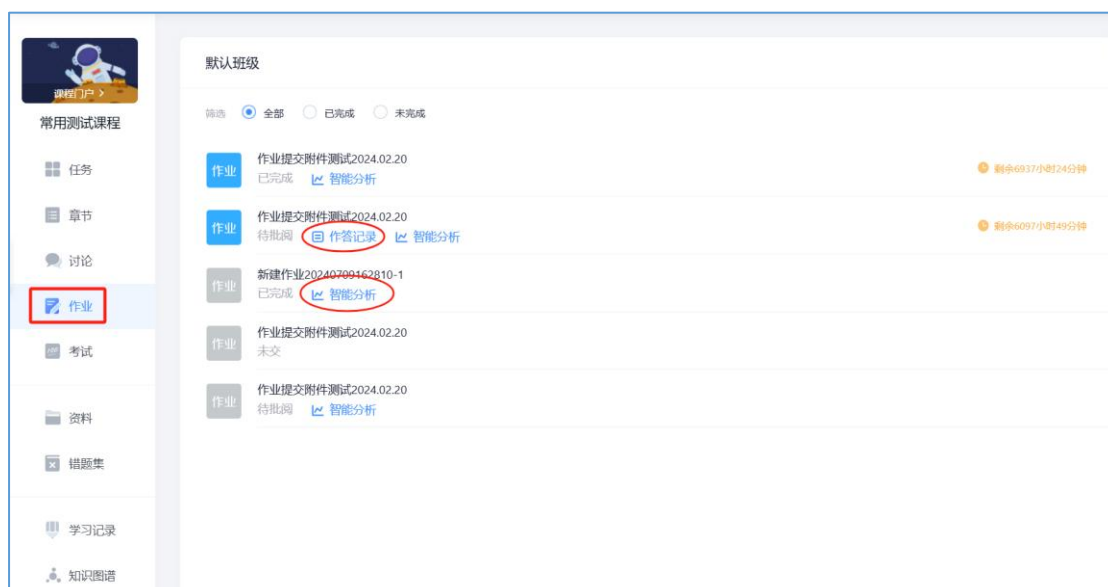 课程门户 >
常用测试课程
任务
章节
讨论
作业
考试
资料
错题集
学习记录
知识图谱
默认班级
筛选 全部 已完成 未完成
作业 作业提交附件测试2024.02.20
已完成 智能分析
剩余6937小时24分钟
作业 作业提交附件测试2024.02.20
待批阅 作答记录 智能分析
剩余6097小时49分钟
作业 新建作业20240709162810-1
已完成 智能分析
作业 作业提交附件测试2024.02.20
未交
作业 作业提交附件测试2024.02.20
待批阅 智能分析